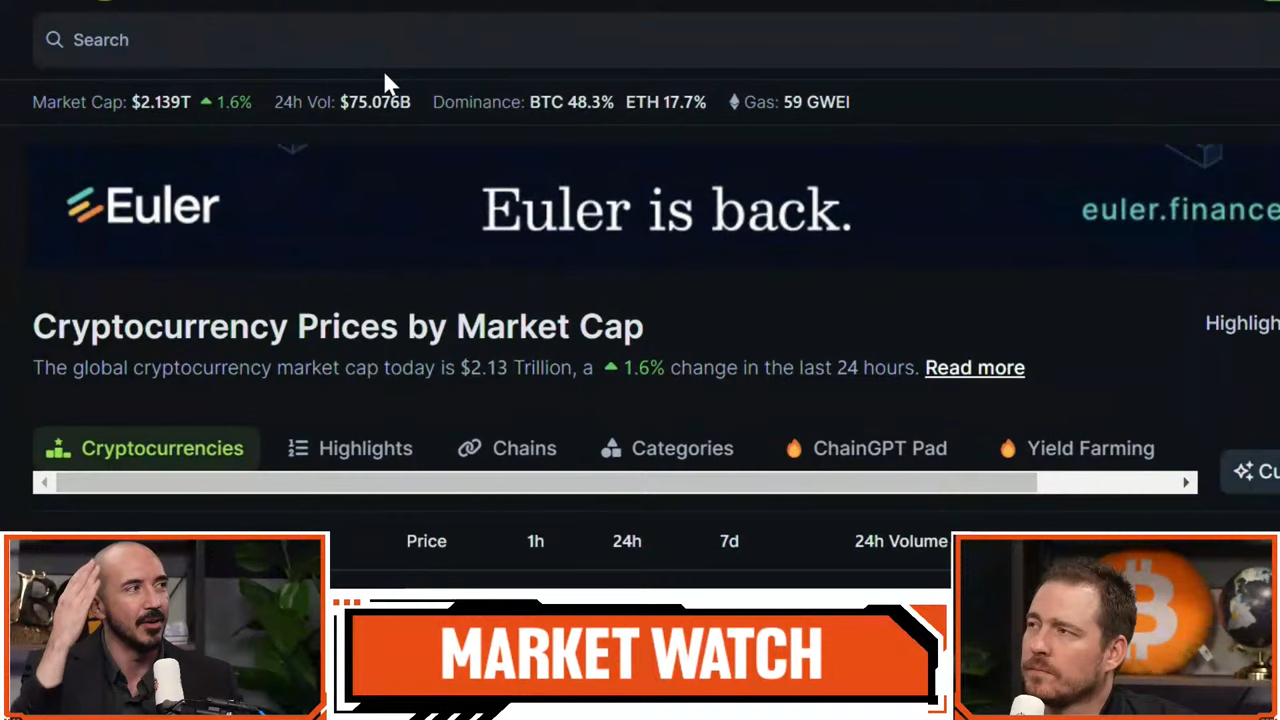 Search
Market Cap: $2.139T 1.6% 24h Vol: $75.076B Dominance: BTC 48.3% ETH 17.7% Gas: 59 GWEI
Euler Euler is back. euler.finance
Cryptocurrency Prices by Market Cap
The global cryptocurrency market cap today is $2.13 Trillion, a 1.6% change in the last 24 hours. Read more
Cryptocurrencies Highlights Chains Categories ChainGPT Pad Yield Farming
Price 1h 24h 7d 24h Volume
MARKET WATCH